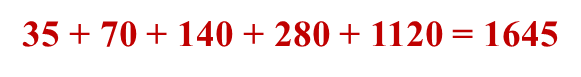 35 + 70 + 140 + 280 + 1120 = 1645